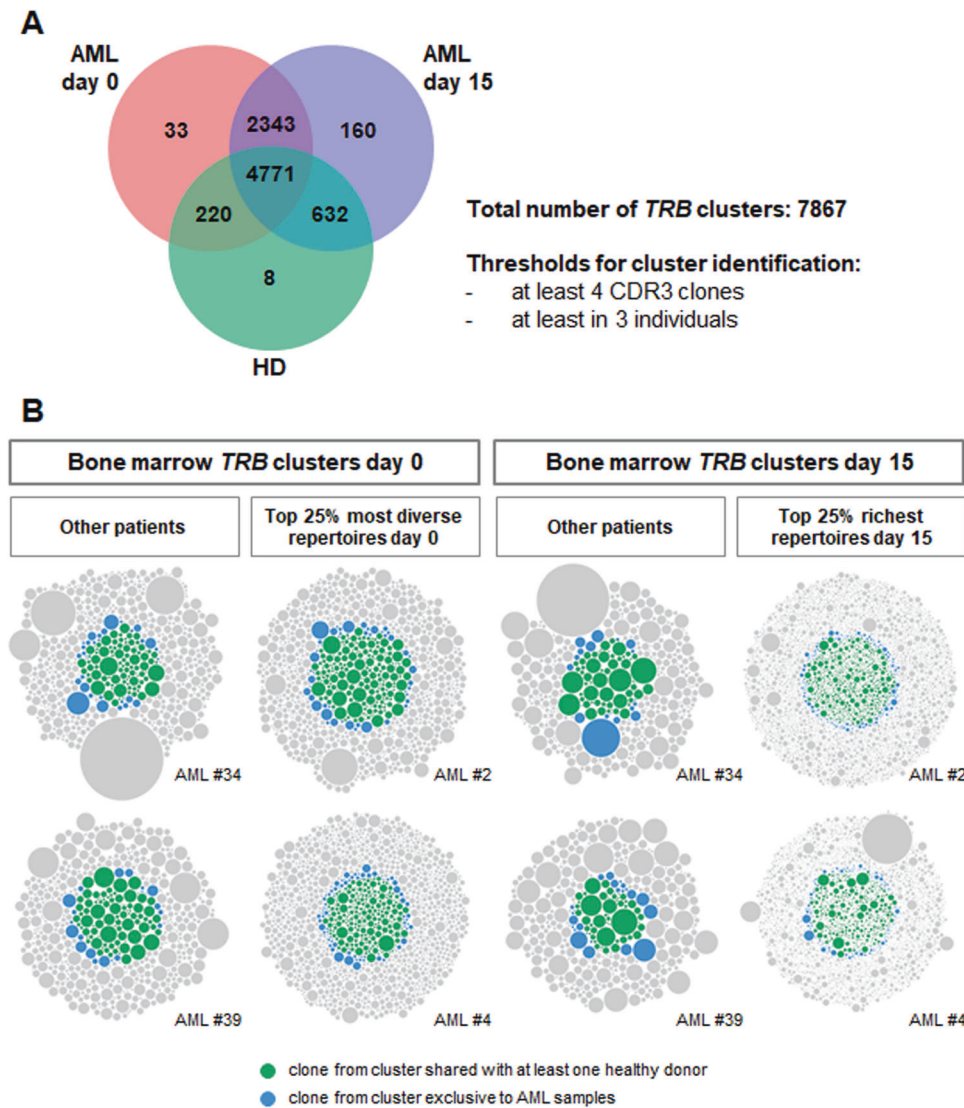 A
AML
day 0
AML
day 15
33
2343
160
4771
220
632
8
HD
Total number of TRB clusters: 7867
Thresholds for cluster identification:
- at least 4 CDR3 clones
- at least in 3 individuals
B
Bone marrow TRB clusters day 0
Bone marrow TRB clusters day 15
Other patients
Top 25% most diverse
repertoires day 0
Other patients
Top 25% richest
repertoires day 15
AML #34
AML #2
AML #34
AML #2
AML #39
AML #4
AML #39
AML #4
clone from cluster shared with at least one healthy donor
clone from cluster exclusive to AML samples